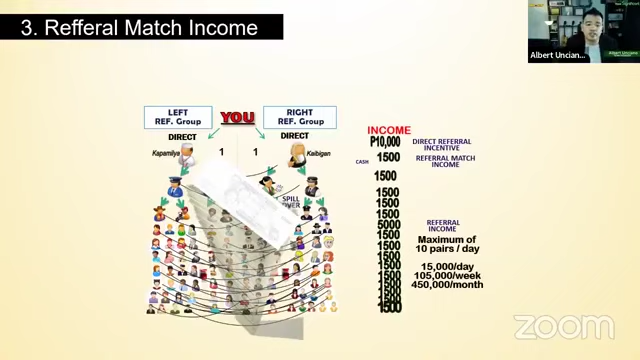 3. Refferal Match Income
Albert Uncian...
LEFT
REF. Group
YOU
RIGHT
REF. Group
DIRECT
DIRECT
Kapamilya
1
1
Kaibigan
SPILL
OVER
INCOME
P10,000
DIRECT REFERRAL
INCENTIVE
CASH
1500
REFERRAL MATCH
INCOME
1500
1500
1500
1500
5000
REFERRAL
INCOME
1500
Maximum of
10 pairs / day
1500
1500
1500
15,000/day
1500
105,000/week
1500
450,000/month
1500
1500
zoom